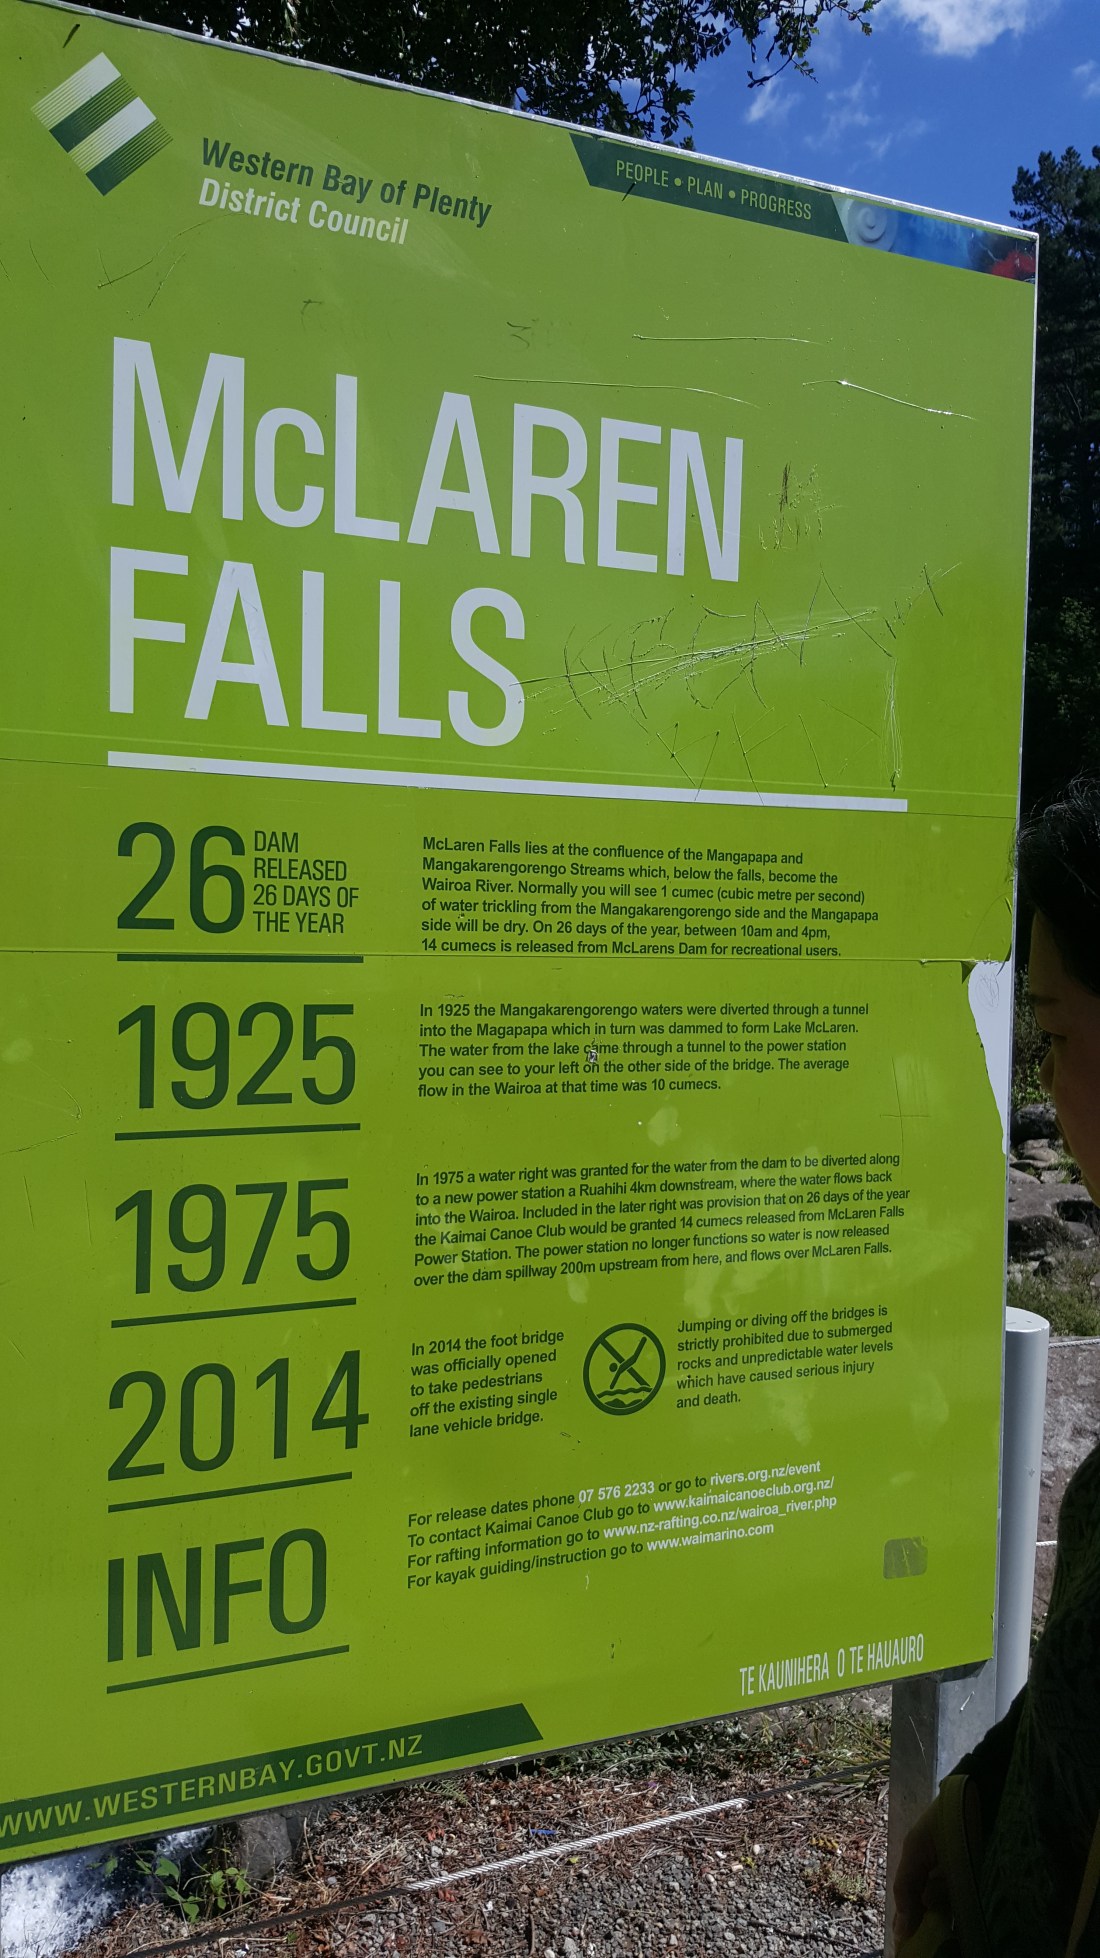 Western Bay of Plenty
District Council
PEOPLE • PLAN • PROGRESS
McLAREN
FALLS
26
DAM
RELEASED
26 DAYS OF
THE YEAR
McLaren Falls lies at the confluence of the Mangapapa and
Mangakarengorengo Streams which, below the falls, become the
Wairoa River. Normally you will see 1 cumec (cubic metre per second)
of water trickling from the Mangakarengorengo side and the Mangapapa
side will be dry. On 26 days of the year, between 10am and 4pm,
14 cumecs is released from McLarens Dam for recreational users.
1925
In 1925 the Mangakarengorengo waters were diverted through a tunnel
into the Magapapa which in turn was dammed to form Lake McLaren.
The water from the lake came through a tunnel to the power station
you can see to your left on the other side of the bridge. The average
flow in the Wairoa at that time was 10 cumecs.
1975
In 1975 a water right was granted for the water from the dam to be diverted along
to a new power station a Ruahihi 4km downstream, where the water flows back
into the Wairoa. Included in the later right was provision that on 26 days of the year
the Kaimai Canoe Club would be granted 14 cumecs released from McLaren Falls
Power Station. The power station no longer functions so water is now released
over the dam spillway 200m upstream from here, and flows over McLaren Falls.
2014
In 2014 the foot bridge
was officially opened
to take pedestrians
off the existing single
lane vehicle bridge.
Jumping or diving off the bridges is
strictly prohibited due to submerged
rocks and unpredictable water levels
which have caused serious injury
and death.
INFO
For release dates phone 07 576 2233 or go to rivers.org.nz/event
To contact Kaimai Canoe Club go to www.kaimaicanoeclub.org.nz/
For rafting information go to www.nz-rafting.co.nz/wairoa_river.php
For kayak guiding/instruction go to www.waimarino.com
TE KAUNIHERA O TE HAUAURO
WWW.WESTERNBAY.GOVT.NZ